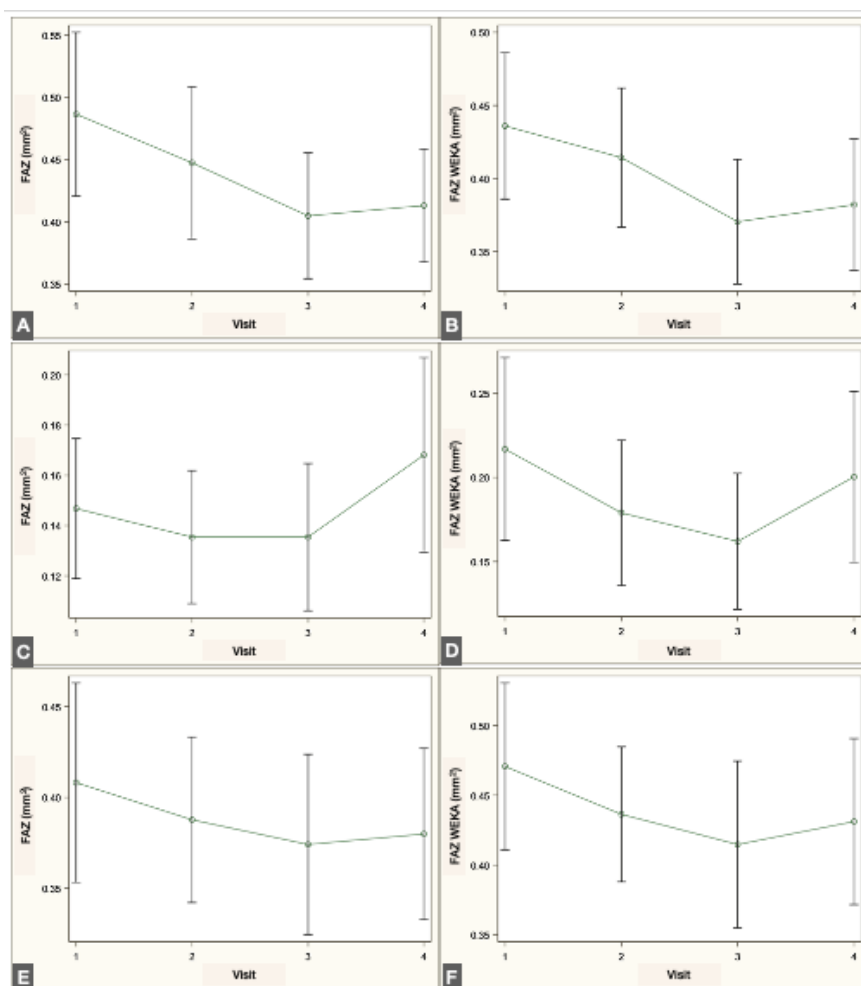 0.55
0.50
0.45
0.40
0.35
FAZ (mm²)
1 2 3 4
Visit
A
0.50
0.45
0.40
0.35
FAZ WEKA (mm²)
1 2 3 4
Visit
B
0.20
0.18
0.16
0.14
0.12
FAZ (mm²)
1 2 3 4
Visit
C
0.25
0.20
0.15
FAZ WEKA (mm²)
1 2 3 4
Visit
D
0.45
0.40
0.35
FAZ (mm²)
1 2 3 4
Visit
E
0.50
0.45
0.40
0.35
FAZ WEKA (mm²)
1 2 3 4
Visit
F